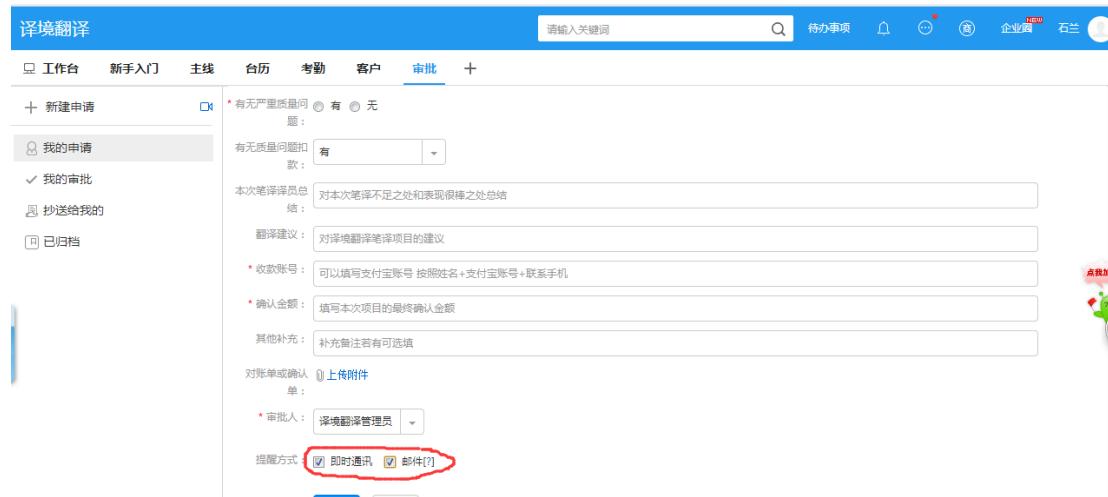 译境翻译
请输入关键词
待办事项
商
企业圈
NEW
石兰
工作台 新手入门 主线 台历 考勤 客户 审批
新建申请
我的申请
我的审批
抄送给我的
已归档
* 有无严重质量问
题：
有 无
有无质量问题扣
款：
有
本次笔译译员总
结：
对本次笔译不足之处和表现很棒之处总结
翻译建议：
对译境翻译笔译项目的建议
* 收款账号：
可以填写支付宝账号 按照姓名+支付宝账号+联系手机
* 确认金额：
填写本次项目的最终确认金额
其他补充：
补充备注若有可选填
对账单或确认
单：
上传附件
* 审批人：
译境翻译管理员
提醒方式：
即时通讯 邮件[?]
点我加